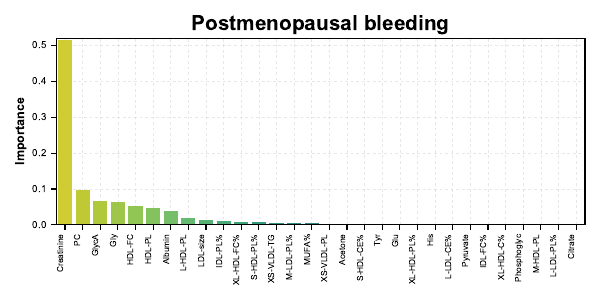 Postmenopausal bleeding
Importance
0.5
0.4
0.3
0.2
0.1
0.0
Creatinine
PC
GlycA
Gly
HDL-FC
HDL-PL
Albumin
L-HDL-PL
LDL-size
IDL-PL%
XL-HDL-FC%
S-HDL-PL%
XS-VLDL-TG
M-LDL-PL%
MUFA%
XS-VLDL-PL
Acetone
S-HDL-CE%
Tyr
Glu
XL-HDL-PL%
His
L-LDL-CE%
Pyruvate
IDL-FC%
XL-HDL-C%
Phosphoglyc
M-HDL-PL
L-LDL-PL%
Citrate